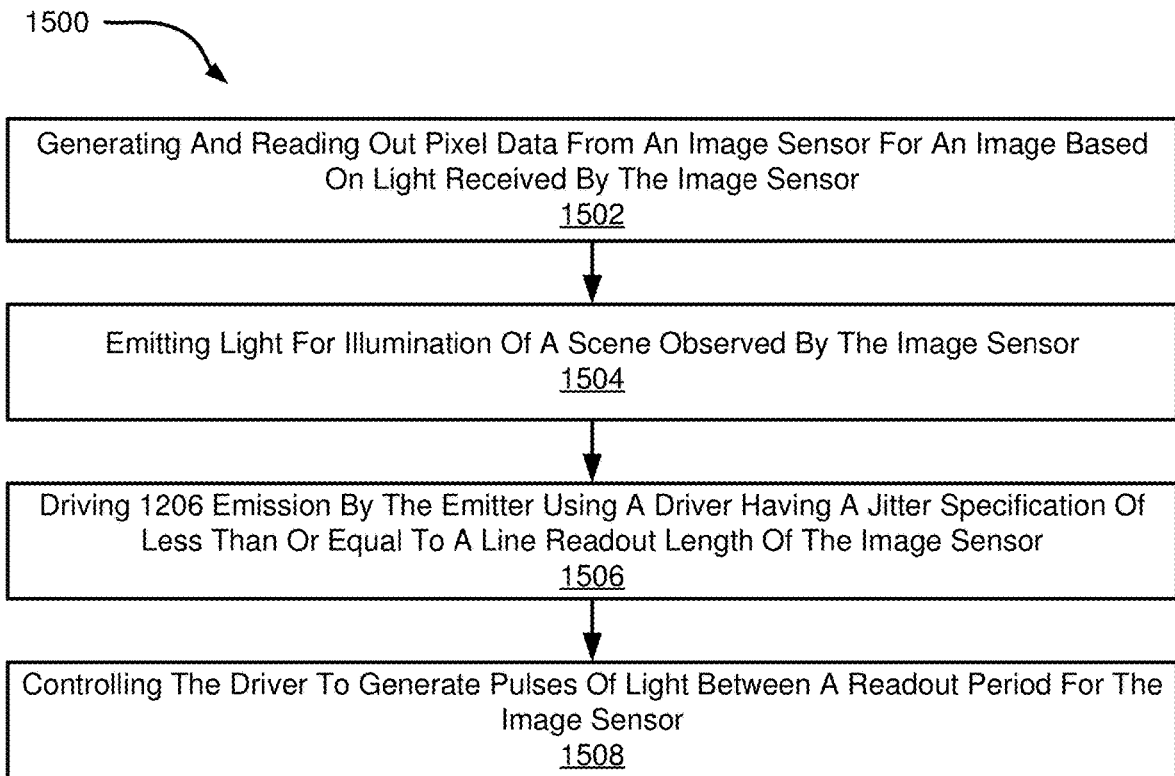 1500
Generating And Reading Out Pixel Data From An Image Sensor For An Image Based
On Light Received By The Image Sensor
1502
Emitting Light For Illumination Of A Scene Observed By The Image Sensor
1504
Driving 1206 Emission By The Emitter Using A Driver Having A Jitter Specification Of
Less Than Or Equal To A Line Readout Length Of The Image Sensor
1506
Controlling The Driver To Generate Pulses Of Light Between A Readout Period For The
Image Sensor
1508